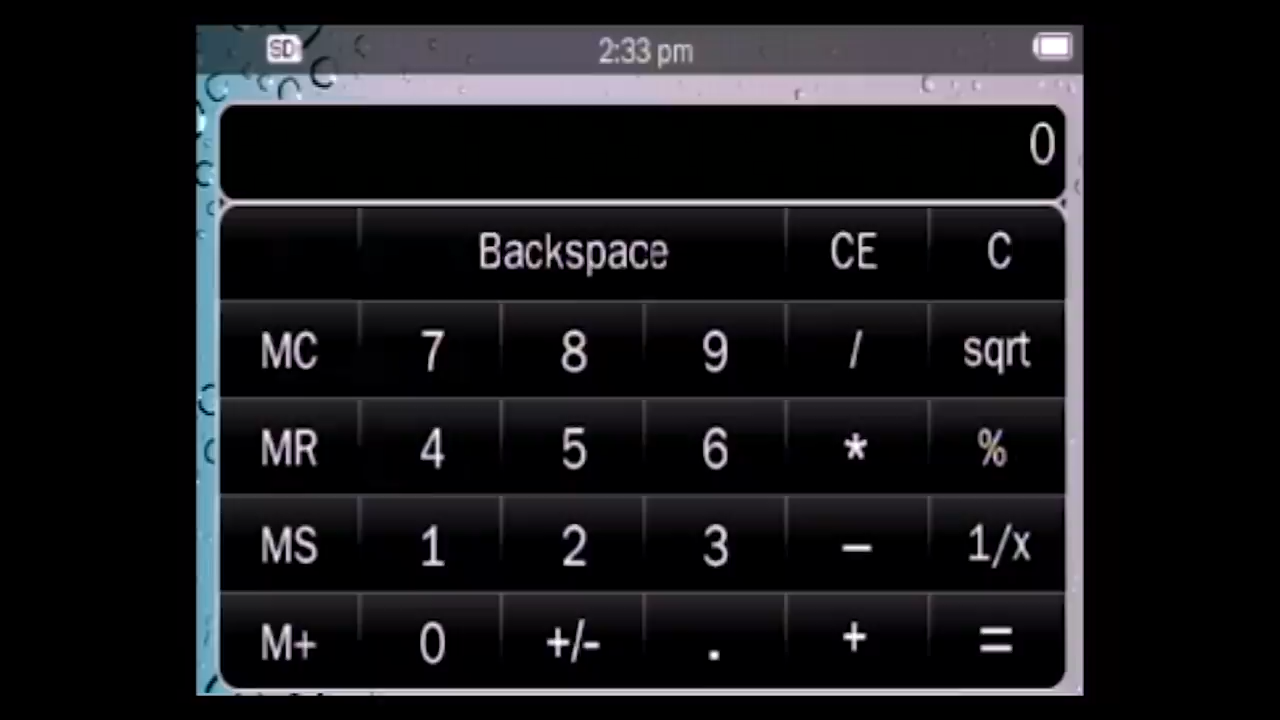 SD 2:33 pm
0
Backspace CE C
MC 7 8 9 / sqrt
MR 4 5 6 * %
MS 1 2 3 − 1/x
M+ 0 +/- . + =